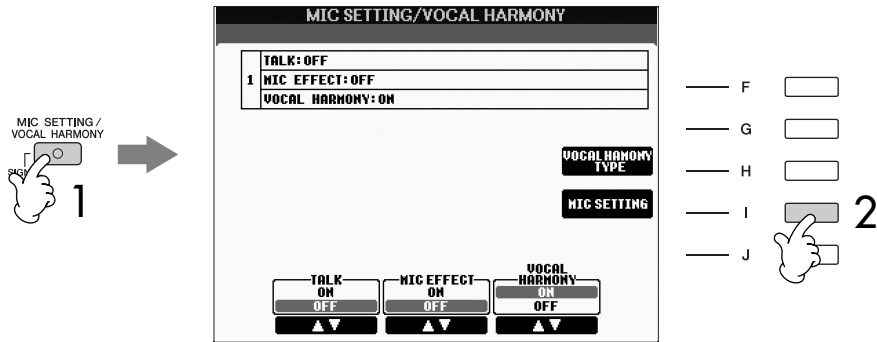 MIC SETTING/VOCAL HARMONY
TALK:OFF
1 MIC EFFECT:OFF
VOCAL HARMONY:ON
MIC SETTING /
VOCAL HARMONY
1
VOCAL HAMONY
TYPE
MIC SETTING
F
G
H
I
J
2
TALK
ON
OFF
MIC EFFECT
ON
OFF
VOCAL
HARMONY
ON
OFF